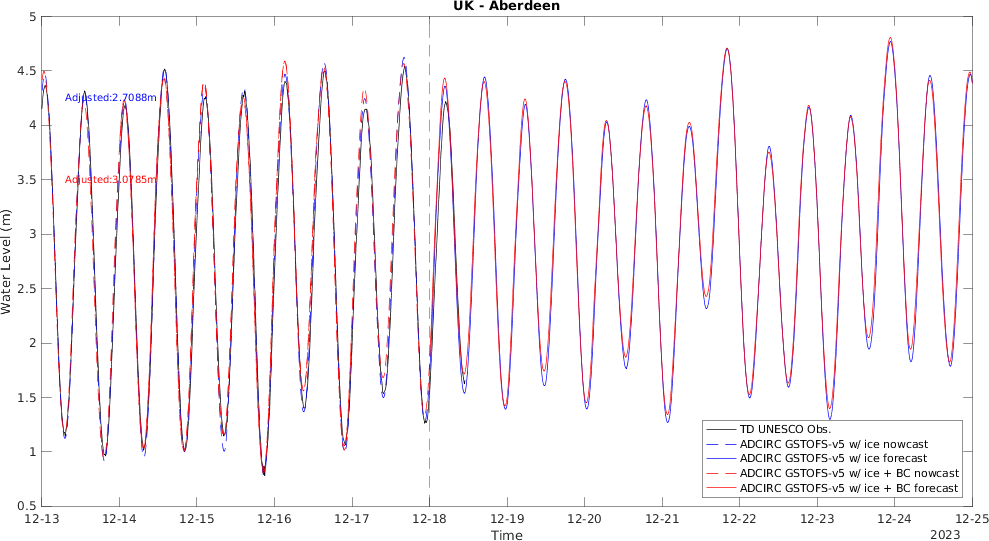 UK - Aberdeen
5
4.5
4
3.5
3
2.5
2
1.5
1
0.5
Water Level (m)
Adjusted:2.7088m
Adjusted:3.0785m
TD UNESCO Obs.
ADCIRC GSTOFS-v5 w/ ice nowcast
ADCIRC GSTOFS-v5 w/ ice forecast
ADCIRC GSTOFS-v5 w/ ice + BC nowcast
ADCIRC GSTOFS-v5 w/ ice + BC forecast
12-13 12-14 12-15 12-16 12-17 12-18 12-19 12-20 12-21 12-22 12-23 12-24 12-25
Time
2023